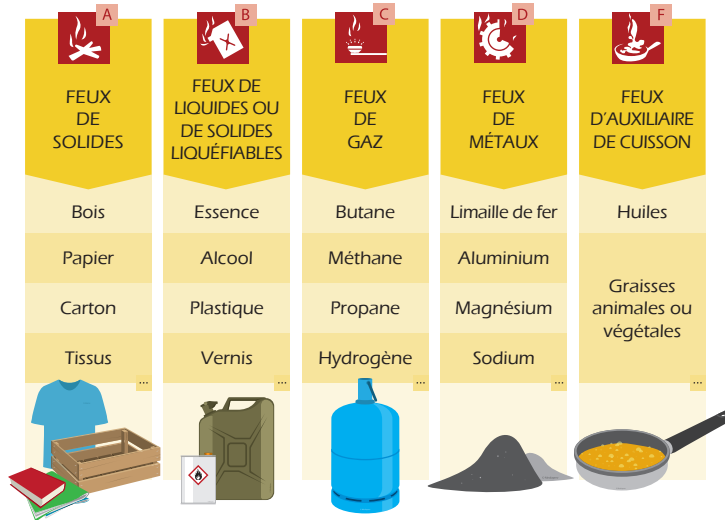 A
FEUX
DE
SOLIDES
Bois
Papier
Carton
Tissus
...
B
FEUX DE
LIQUIDES OU
DE SOLIDES
LIQUÉFIABLES
Essence
Alcool
Plastique
Vernis
...
C
FEUX
DE
GAZ
Butane
Méthane
Propane
Hydrogène
...
D
FEUX
DE
MÉTAUX
Limaille de fer
Aluminium
Magnésium
Sodium
...
F
FEUX
D'AUXILIAIRE
DE CUISSON
Huiles
Graisses
animales ou
végétales
...